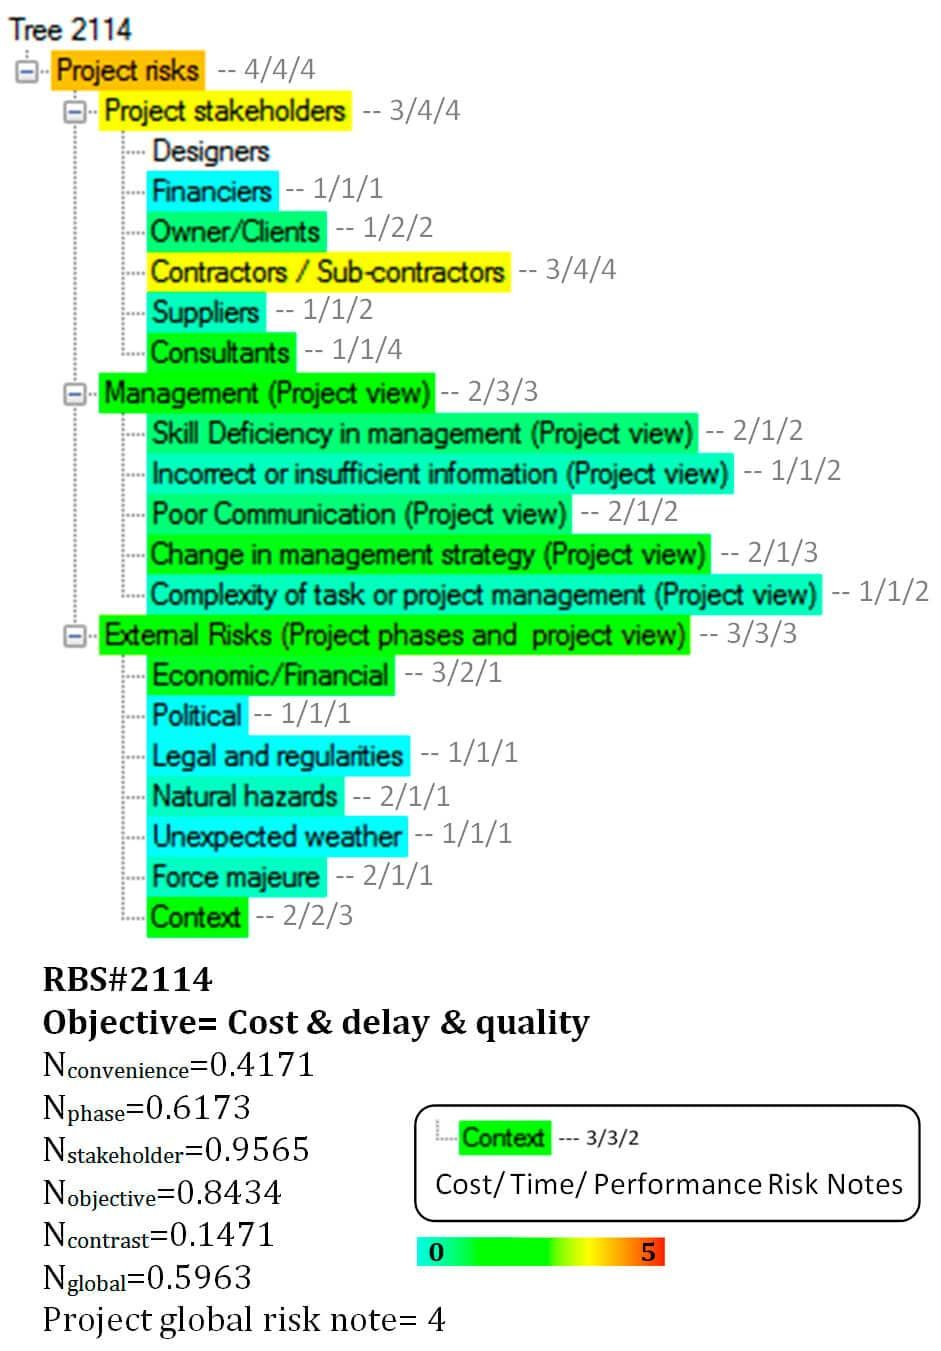 Tree 2114
Project risks -- 4/4/4
Project stakeholders -- 3/4/4
Designers
Financiers -- 1/1/1
Owner/Clients -- 1/2/2
Contractors / Sub-contractors -- 3/4/4
Suppliers -- 1/1/2
Consultants -- 1/1/4
Management (Project view) -- 2/3/3
Skill Deficiency in management (Project view) -- 2/1/2
Incorrect or insufficient information (Project view) -- 1/1/2
Poor Communication (Project view) -- 2/1/2
Change in management strategy (Project view) -- 2/1/3
Complexity of task or project management (Project view) -- 1/1/2
External Risks (Project phases and project view) -- 3/3/3
Economic/Financial -- 3/2/1
Political -- 1/1/1
Legal and regularities -- 1/1/1
Natural hazards -- 2/1/1
Unexpected weather -- 1/1/1
Force majeure -- 2/1/1
Context -- 2/2/3
RBS#2114
Objective= Cost & delay & quality
Nconvenience=0.4171
Nphase=0.6173
Nstakeholder=0.9565
Nobjective=0.8434
Ncontrast=0.1471
Nglobal=0.5963
Project global risk note= 4
Context --- 3/3/2
Cost/ Time/ Performance Risk Notes
0 5